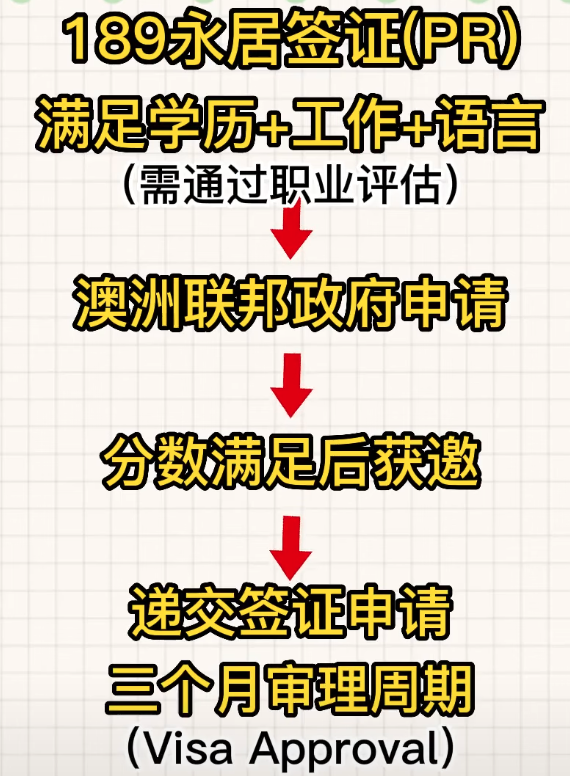 189永居签证(PR)
满足学历+工作+语言
（需通过职业评估）
澳洲联邦政府申请
分数满足后获邀
递交签证申请
三个月审理周期
(Visa Approval)